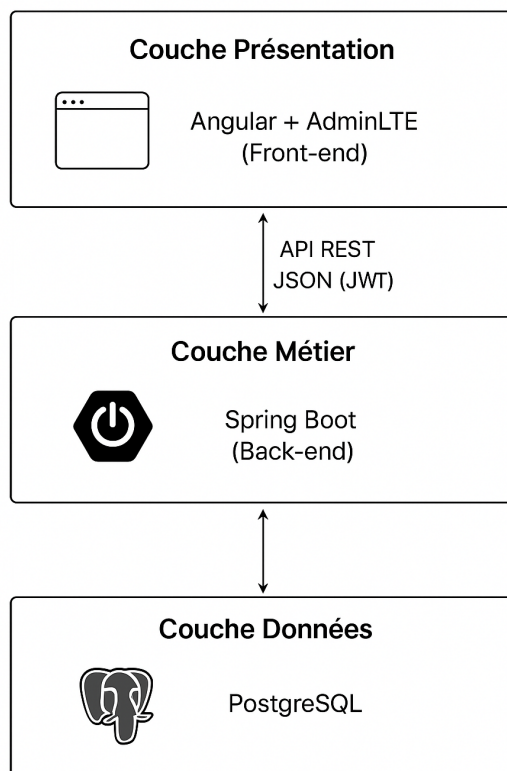 Couche Présentation
Angular + AdminLTE
(Front-end)
API REST
JSON (JWT)
Couche Métier
Spring Boot
(Back-end)
Couche Données
PostgreSQL